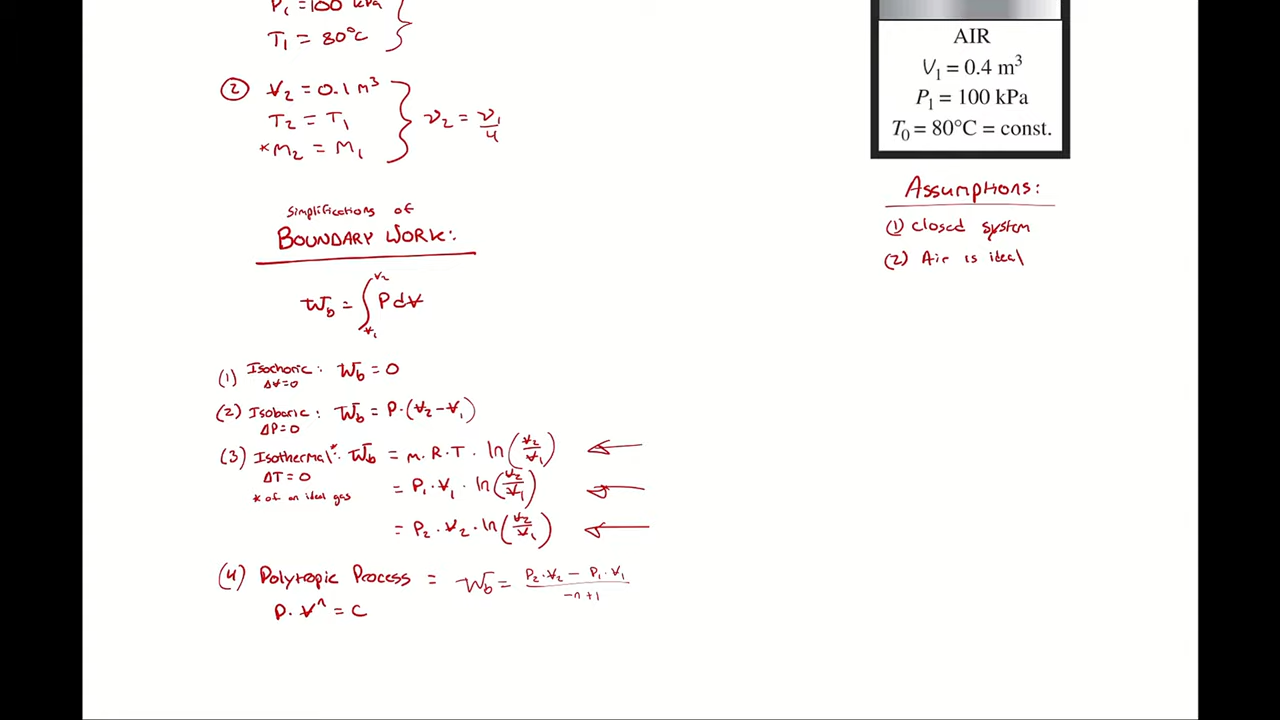 P₁ = 100 kPa
T₁ = 80°C
② V₂ = 0.1 m³
T₂ = T₁
*M₂ = M₁
v₂ = v₁/4
Simplifications of
BOUNDARY WORK:
W_b = ∫_{V₁}^{V₂} P dV
(1) Isochoric: W_b = 0
ΔV=0
(2) Isobaric: W_b = P·(V₂ - V₁)
ΔP=0
(3) Isothermal*: W_b = m·R·T·ln(V₂/V₁)
ΔT = 0
* of an ideal gas
= P₁·V₁·ln(V₂/V₁)
= P₂·V₂·ln(V₂/V₁)
(4) Polytropic Process = W_b = (P₂·V₂ - P₁·V₁)/(-n+1)
P·Vⁿ = C
AIR
V₁ = 0.4 m³
P₁ = 100 kPa
T₀ = 80°C = const.
Assumptions:
(1) Closed system
(2) Air is ideal